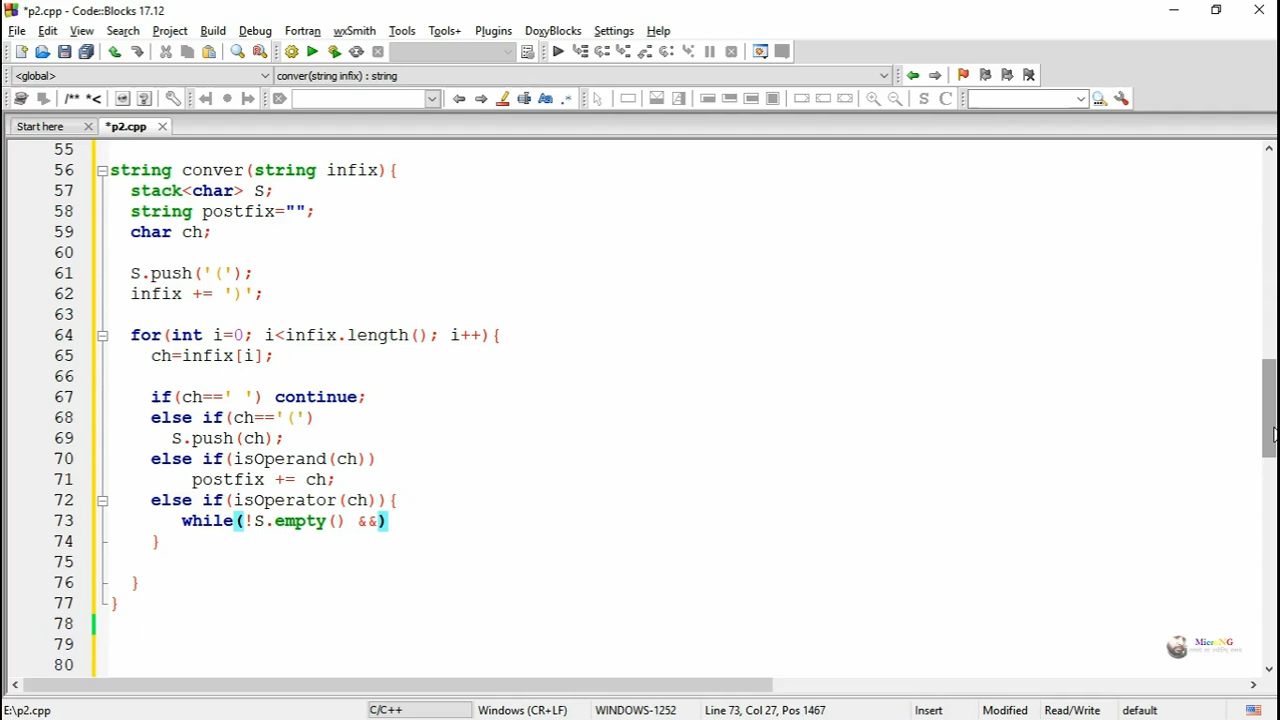 *p2.cpp - Code::Blocks 17.12
File Edit View Search Project Build Debug Fortran wxSmith Tools Tools+ Plugins DoxyBlocks Settings Help
<global> conver(string infix) : string
/** *< S C
Start here *p2.cpp
55
56 string conver(string infix){
57 stack<char> S;
58 string postfix="";
59 char ch;
60
61 S.push('(');
62 infix += ')';
63
64 for(int i=0; i<infix.length(); i++){
65 ch=infix[i];
66
67 if(ch==' ') continue;
68 else if(ch=='(')
69 S.push(ch);
70 else if(isOperand(ch))
71 postfix += ch;
72 else if(isOperator(ch)){
73 while(!S.empty() &&)
74 }
75
76 }
77 }
78
79
80
MicroNG
E:\p2.cpp C/C++ Windows (CR+LF) WINDOWS-1252 Line 73, Col 27, Pos 1467 Insert Modified Read/Write default